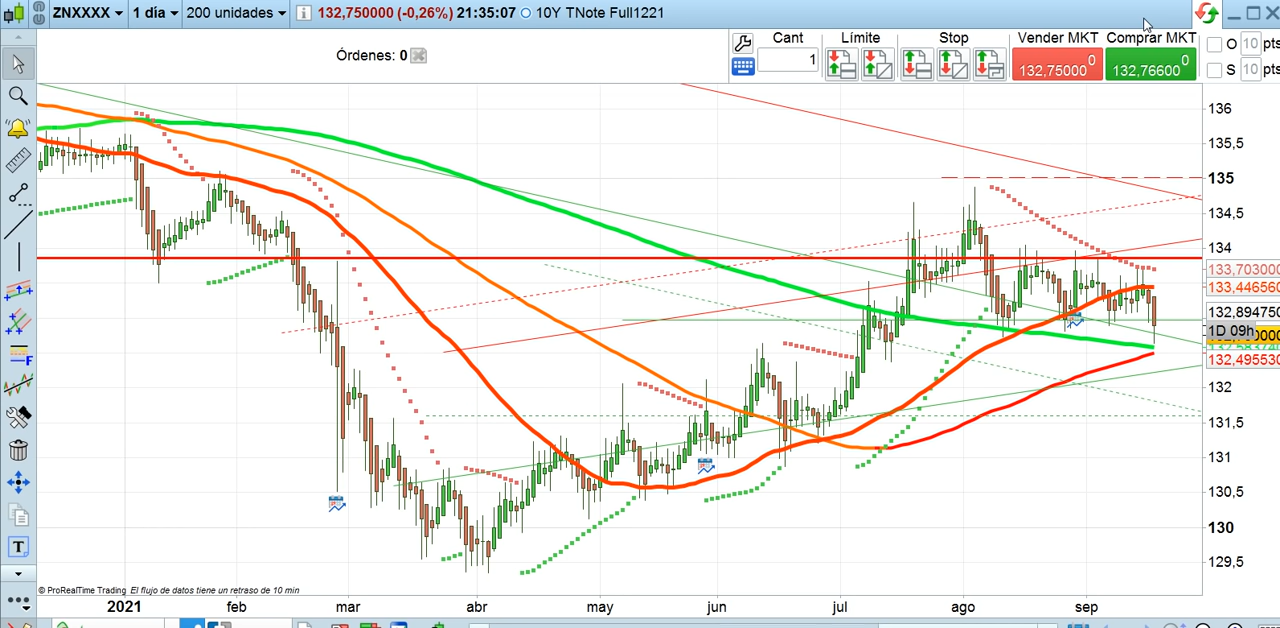 ZNXXXX 1 día 200 unidades i 132,750000 (-0,26%) 21:35:07 10Y TNote Full1221
Órdenes: 0
Cant Límite Stop Vender MKT Comprar MKT
1
132,75000 0
132,76600 0
O 10 pts
S 10 pts
136
135,5
135
134,5
134
133,703000
133,446560
132,894750
1D 09h
132,495530
132
131,5
131
130,5
130
129,5
F
T
© ProRealTime Trading El flujo de datos tiene un retraso de 10 min
2021 feb mar abr may jun jul ago sep